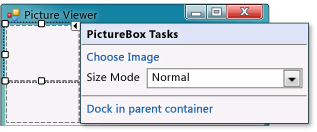 Picture Viewer
PictureBox Tasks
Choose Image
Size Mode Normal
Dock in parent container